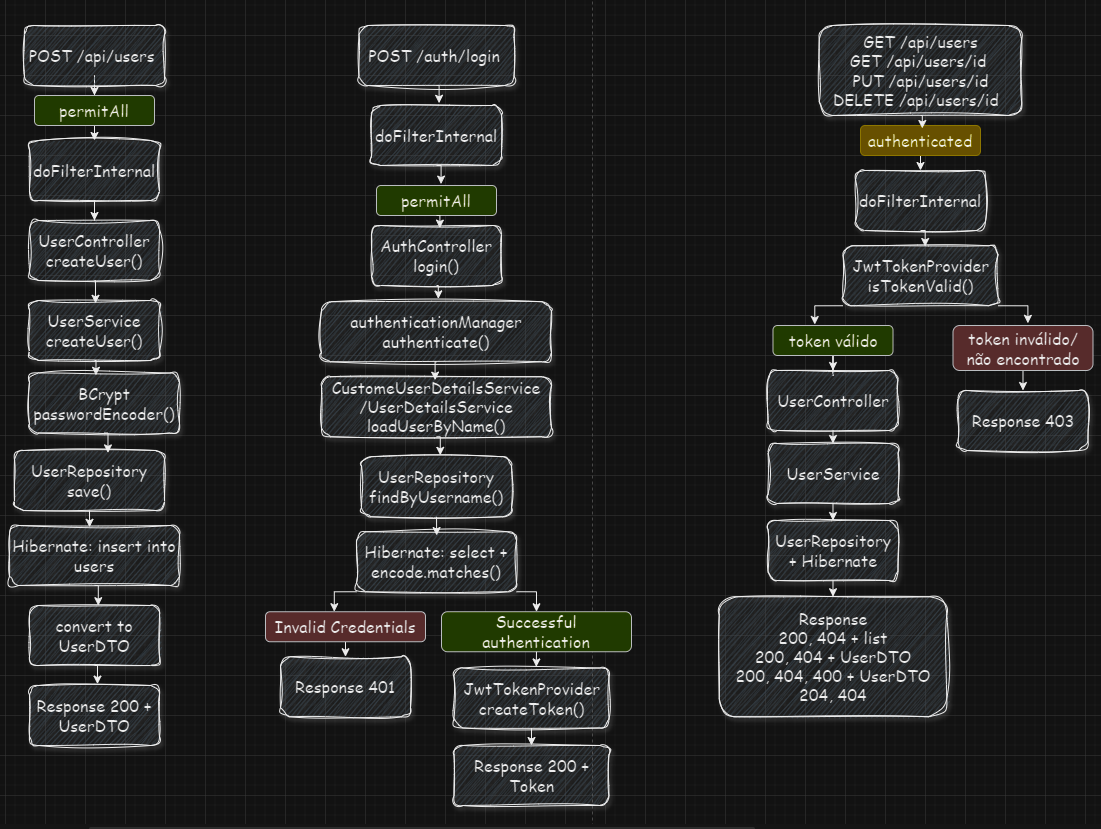 POST /api/users
permitAll
doFilterInternal
UserController
createUser()
UserService
createUser()
BCrypt
passwordEncoder()
UserRepository
save()
Hibernate: insert into
users
convert to
UserDTO
Response 200 +
UserDTO
POST /auth/login
doFilterInternal
permitAll
AuthController
login()
authenticationManager
authenticate()
CustomeUserDetailsService
/UserDetailsService
loadUserByName()
UserRepository
findByUsername()
Hibernate: select +
encode.matches()
Invalid Credentials
Response 401
Successful
authentication
JwtTokenProvider
createToken()
Response 200 +
Token
GET /api/users
GET /api/users/id
PUT /api/users/id
DELETE /api/users/id
authenticated
doFilterInternal
JwtTokenProvider
isTokenValid()
token válido
UserController
UserService
UserRepository
+ Hibernate
Response
200, 404 + list
200, 404 + UserDTO
200, 404, 400 + UserDTO
204, 404
token inválido/
não encontrado
Response 403